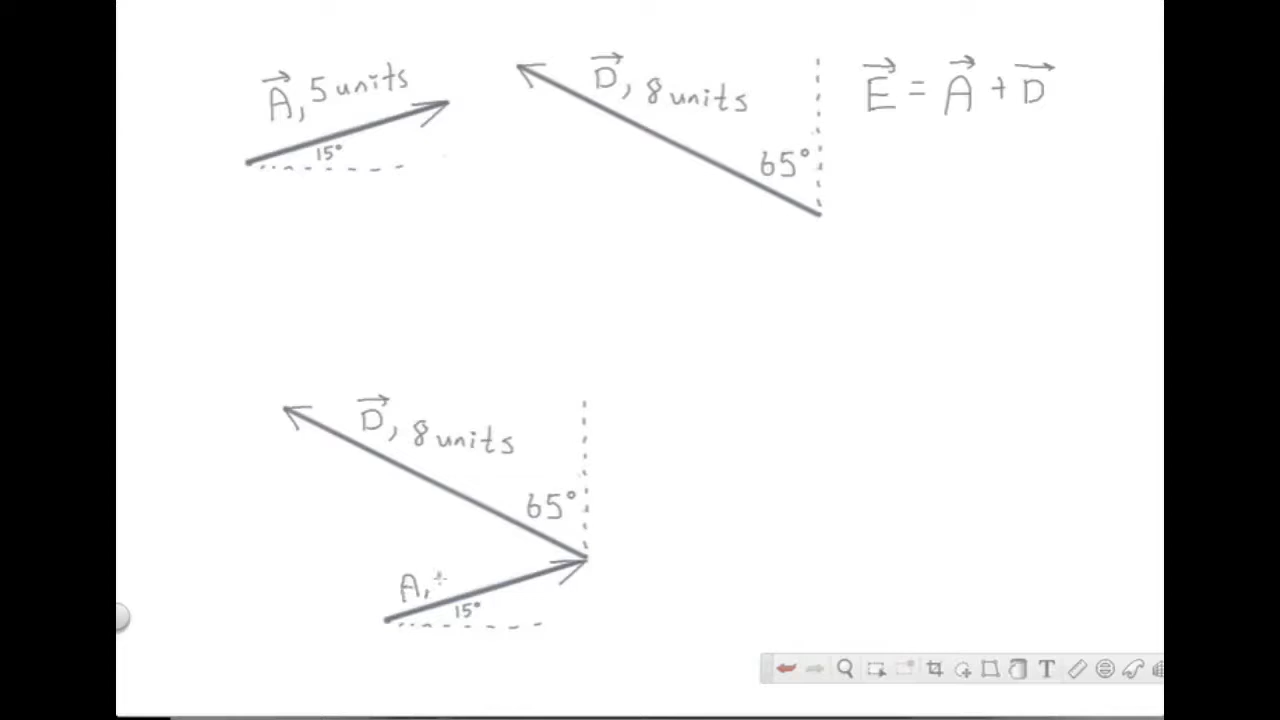 A, 5 units
15°
D, 8 units
65°
E = A + D
D, 8 units
65°
A,
15°
T